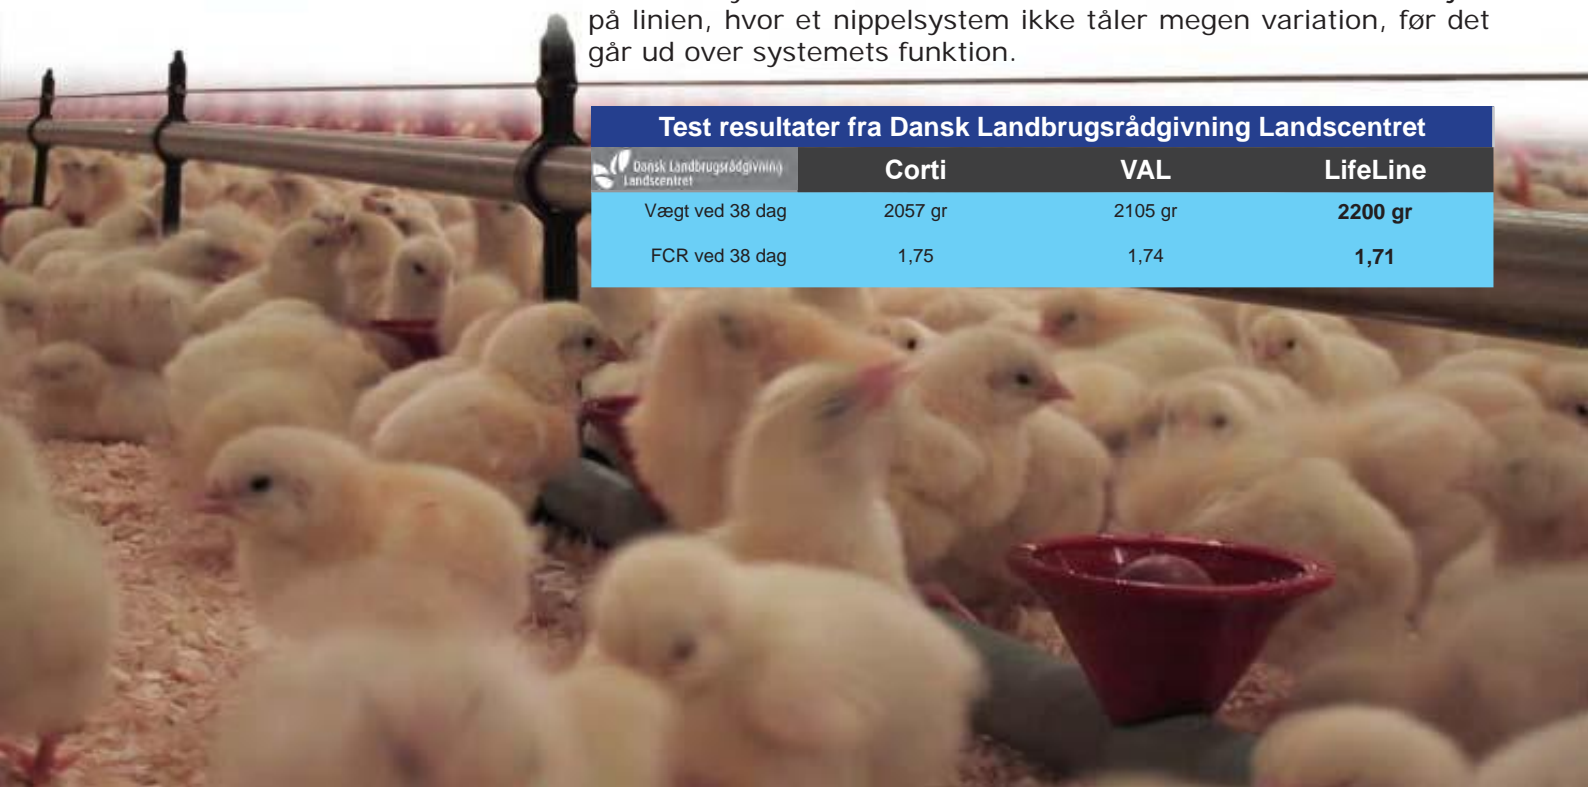 på linien, hvor et nippelsystem ikke tåler megen variation, før det
går ud over systemets funktion.
Test resultater fra Dansk Landbrugsrådgivning Landscentret
Dansk Landbrugsrådgivning
Landscentret
Corti VAL LifeLine
Vægt ved 38 dag 2057 gr 2105 gr 2200 gr
FCR ved 38 dag 1,75 1,74 1,71